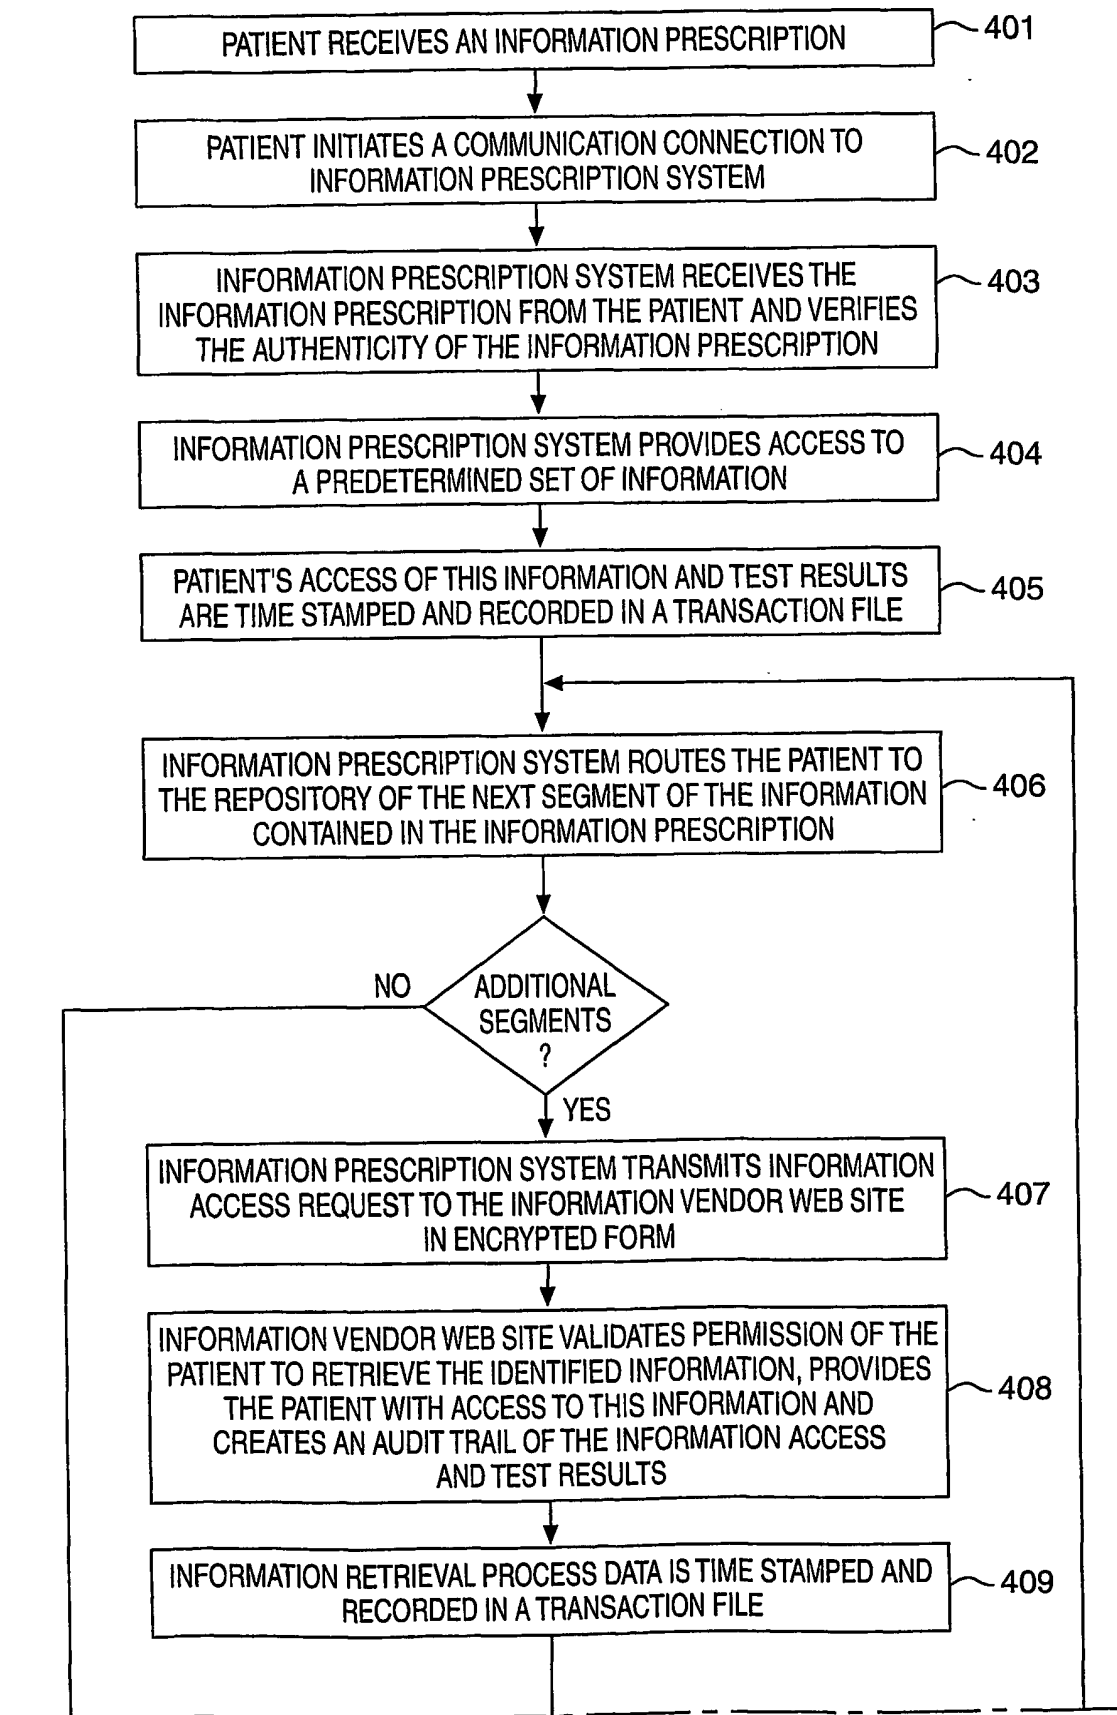 PATIENT RECEIVES AN INFORMATION PRESCRIPTION
401
PATIENT INITIATES A COMMUNICATION CONNECTION TO
INFORMATION PRESCRIPTION SYSTEM
402
INFORMATION PRESCRIPTION SYSTEM RECEIVES THE
INFORMATION PRESCRIPTION FROM THE PATIENT AND VERIFIES
THE AUTHENTICITY OF THE INFORMATION PRESCRIPTION
403
INFORMATION PRESCRIPTION SYSTEM PROVIDES ACCESS TO
A PREDETERMINED SET OF INFORMATION
404
PATIENT'S ACCESS OF THIS INFORMATION AND TEST RESULTS
ARE TIME STAMPED AND RECORDED IN A TRANSACTION FILE
405
INFORMATION PRESCRIPTION SYSTEM ROUTES THE PATIENT TO
THE REPOSITORY OF THE NEXT SEGMENT OF THE INFORMATION
CONTAINED IN THE INFORMATION PRESCRIPTION
406
NO
ADDITIONAL
SEGMENTS
?
YES
INFORMATION PRESCRIPTION SYSTEM TRANSMITS INFORMATION
ACCESS REQUEST TO THE INFORMATION VENDOR WEB SITE
IN ENCRYPTED FORM
407
INFORMATION VENDOR WEB SITE VALIDATES PERMISSION OF THE
PATIENT TO RETRIEVE THE IDENTIFIED INFORMATION, PROVIDES
THE PATIENT WITH ACCESS TO THIS INFORMATION AND
CREATES AN AUDIT TRAIL OF THE INFORMATION ACCESS
AND TEST RESULTS
408
INFORMATION RETRIEVAL PROCESS DATA IS TIME STAMPED AND
RECORDED IN A TRANSACTION FILE
409